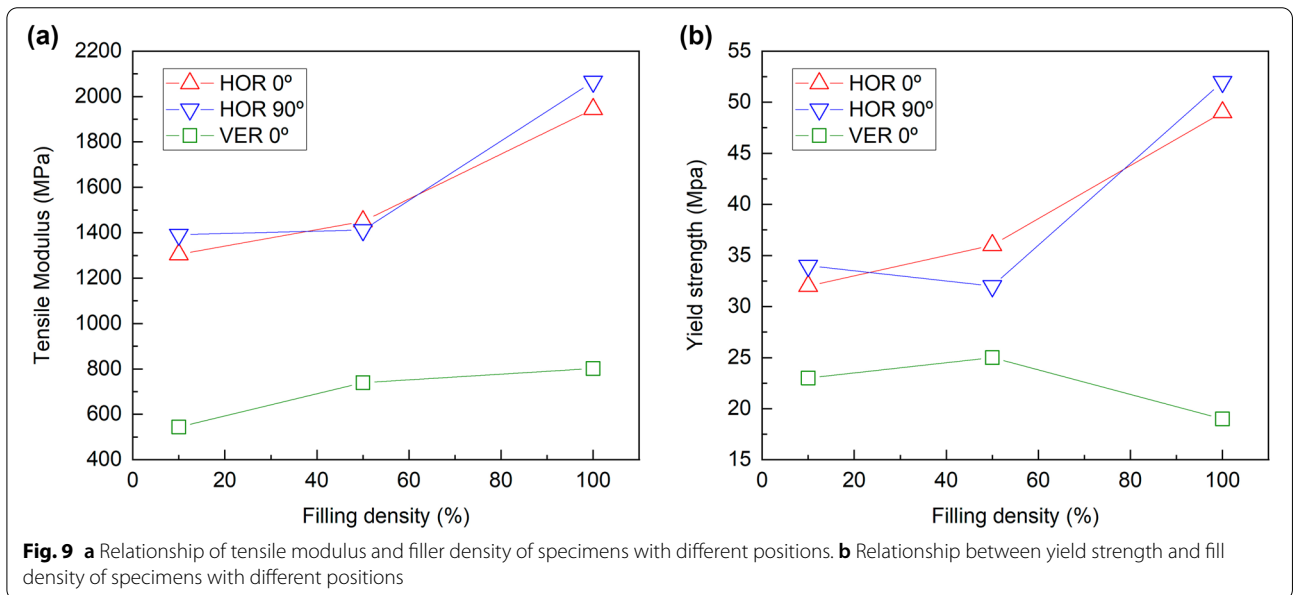 (a)
2200
2000
1800
1600
1400
1200
1000
800
600
400
Tensile Modulus (MPa)
HOR 0º
HOR 90º
VER 0º
0 20 40 60 80 100
Filling density (%)
(b)
55
50
45
40
35
30
25
20
15
Yield strength (Mpa)
HOR 0º
HOR 90º
VER 0º
0 20 40 60 80 100
Filling density (%)
Fig. 9 a Relationship of tensile modulus and filler density of specimens with different positions. b Relationship between yield strength and fill
density of specimens with different positions